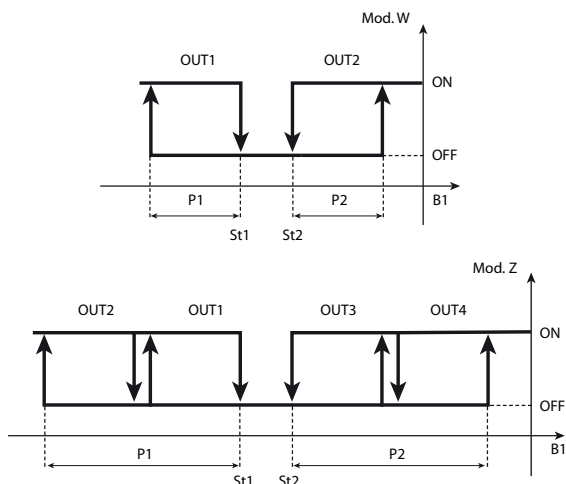 Mod. W
OUT1 OUT2
ON
OFF
P1 P2 B1
St1 St2
Mod. Z
OUT2 OUT1 OUT3 OUT4
ON
OFF
P1 P2 B1
St1 St2